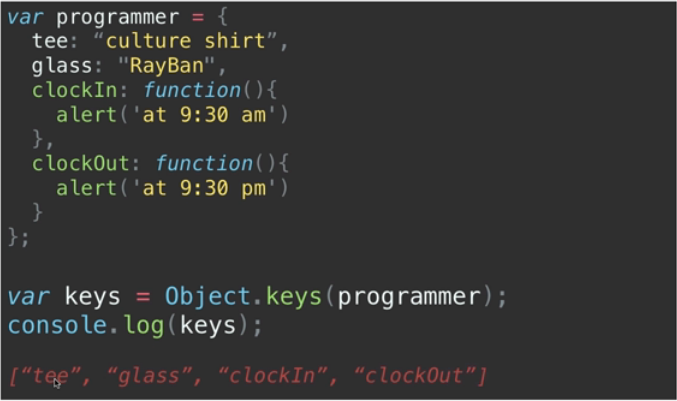 var programmer = {
  tee: “culture shirt”,
  glass: "RayBan",
  clockIn: function(){
    alert('at 9:30 am')
  },
  clockOut: function(){
    alert('at 9:30 pm')
  }
};
var keys = Object.keys(programmer);
console.log(keys);
[“tee”, “glass”, “clockIn”, “clockOut”]